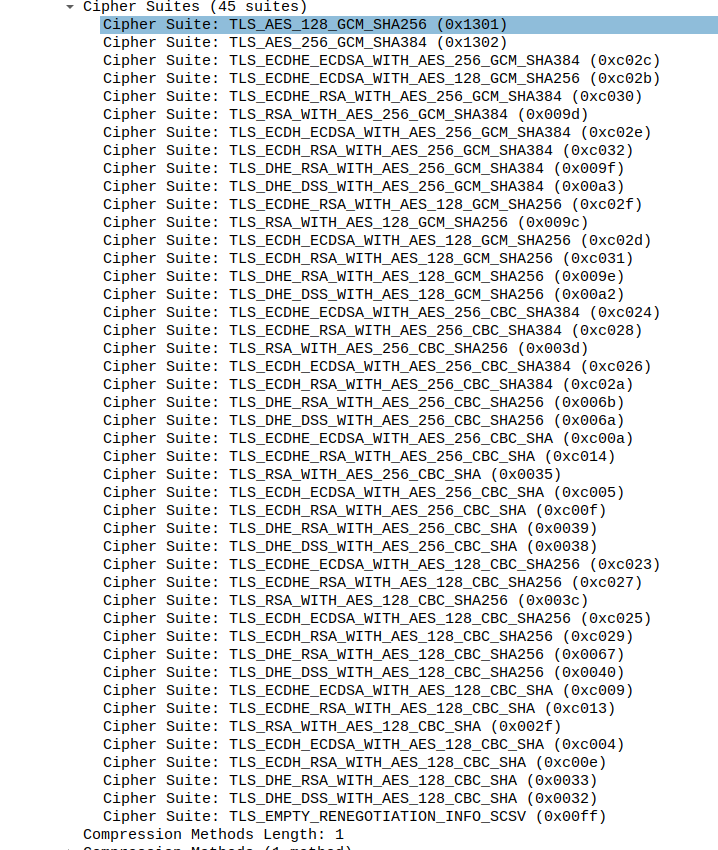 Cipher Suites (45 suites)
Cipher Suite: TLS_AES_128_GCM_SHA256 (0x1301)
Cipher Suite: TLS_AES_256_GCM_SHA384 (0x1302)
Cipher Suite: TLS_ECDHE_ECDSA_WITH_AES_256_GCM_SHA384 (0xc02c)
Cipher Suite: TLS_ECDHE_ECDSA_WITH_AES_128_GCM_SHA256 (0xc02b)
Cipher Suite: TLS_ECDHE_RSA_WITH_AES_256_GCM_SHA384 (0xc030)
Cipher Suite: TLS_RSA_WITH_AES_256_GCM_SHA384 (0x009d)
Cipher Suite: TLS_ECDH_ECDSA_WITH_AES_256_GCM_SHA384 (0xc02e)
Cipher Suite: TLS_ECDH_RSA_WITH_AES_256_GCM_SHA384 (0xc032)
Cipher Suite: TLS_DHE_RSA_WITH_AES_256_GCM_SHA384 (0x009f)
Cipher Suite: TLS_DHE_DSS_WITH_AES_256_GCM_SHA384 (0x00a3)
Cipher Suite: TLS_ECDHE_RSA_WITH_AES_128_GCM_SHA256 (0xc02f)
Cipher Suite: TLS_RSA_WITH_AES_128_GCM_SHA256 (0x009c)
Cipher Suite: TLS_ECDH_ECDSA_WITH_AES_128_GCM_SHA256 (0xc02d)
Cipher Suite: TLS_ECDH_RSA_WITH_AES_128_GCM_SHA256 (0xc031)
Cipher Suite: TLS_DHE_RSA_WITH_AES_128_GCM_SHA256 (0x009e)
Cipher Suite: TLS_DHE_DSS_WITH_AES_128_GCM_SHA256 (0x00a2)
Cipher Suite: TLS_ECDHE_ECDSA_WITH_AES_256_CBC_SHA384 (0xc024)
Cipher Suite: TLS_ECDHE_RSA_WITH_AES_256_CBC_SHA384 (0xc028)
Cipher Suite: TLS_RSA_WITH_AES_256_CBC_SHA256 (0x003d)
Cipher Suite: TLS_ECDH_ECDSA_WITH_AES_256_CBC_SHA384 (0xc026)
Cipher Suite: TLS_ECDH_RSA_WITH_AES_256_CBC_SHA384 (0xc02a)
Cipher Suite: TLS_DHE_RSA_WITH_AES_256_CBC_SHA256 (0x006b)
Cipher Suite: TLS_DHE_DSS_WITH_AES_256_CBC_SHA256 (0x006a)
Cipher Suite: TLS_ECDHE_ECDSA_WITH_AES_256_CBC_SHA (0xc00a)
Cipher Suite: TLS_ECDHE_RSA_WITH_AES_256_CBC_SHA (0xc014)
Cipher Suite: TLS_RSA_WITH_AES_256_CBC_SHA (0x0035)
Cipher Suite: TLS_ECDH_ECDSA_WITH_AES_256_CBC_SHA (0xc005)
Cipher Suite: TLS_ECDH_RSA_WITH_AES_256_CBC_SHA (0xc00f)
Cipher Suite: TLS_DHE_RSA_WITH_AES_256_CBC_SHA (0x0039)
Cipher Suite: TLS_DHE_DSS_WITH_AES_256_CBC_SHA (0x0038)
Cipher Suite: TLS_ECDHE_ECDSA_WITH_AES_128_CBC_SHA256 (0xc023)
Cipher Suite: TLS_ECDHE_RSA_WITH_AES_128_CBC_SHA256 (0xc027)
Cipher Suite: TLS_RSA_WITH_AES_128_CBC_SHA256 (0x003c)
Cipher Suite: TLS_ECDH_ECDSA_WITH_AES_128_CBC_SHA256 (0xc025)
Cipher Suite: TLS_ECDH_RSA_WITH_AES_128_CBC_SHA256 (0xc029)
Cipher Suite: TLS_DHE_RSA_WITH_AES_128_CBC_SHA256 (0x0067)
Cipher Suite: TLS_DHE_DSS_WITH_AES_128_CBC_SHA256 (0x0040)
Cipher Suite: TLS_ECDHE_ECDSA_WITH_AES_128_CBC_SHA (0xc009)
Cipher Suite: TLS_ECDHE_RSA_WITH_AES_128_CBC_SHA (0xc013)
Cipher Suite: TLS_RSA_WITH_AES_128_CBC_SHA (0x002f)
Cipher Suite: TLS_ECDH_ECDSA_WITH_AES_128_CBC_SHA (0xc004)
Cipher Suite: TLS_ECDH_RSA_WITH_AES_128_CBC_SHA (0xc00e)
Cipher Suite: TLS_DHE_RSA_WITH_AES_128_CBC_SHA (0x0033)
Cipher Suite: TLS_DHE_DSS_WITH_AES_128_CBC_SHA (0x0032)
Cipher Suite: TLS_EMPTY_RENEGOTIATION_INFO_SCSV (0x00ff)
Compression Methods Length: 1
Compression Methods (1 method)